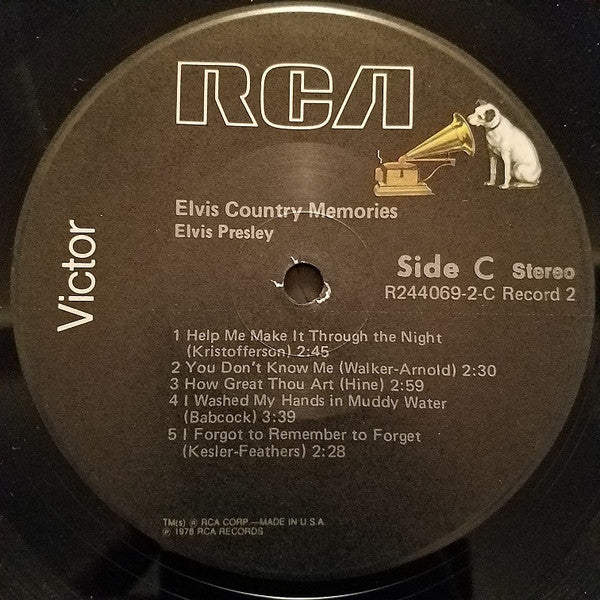 RCA
Victor
Elvis Country Memories
Elvis Presley
Side C Stereo
R244069-2-C Record 2
1 Help Me Make It Through the Night
(Kristofferson) 2:45
2 You Don't Know Me (Walker-Arnold) 2:30
3 How Great Thou Art (Hine) 2:59
4 I Washed My Hands in Muddy Water
(Babcock) 3:39
5 I Forgot to Remember to Forget
(Kesler-Feathers) 2:28
TM(s) ® RCA CORP.—MADE IN U.S.A.
℗ 1978 RCA RECORDS